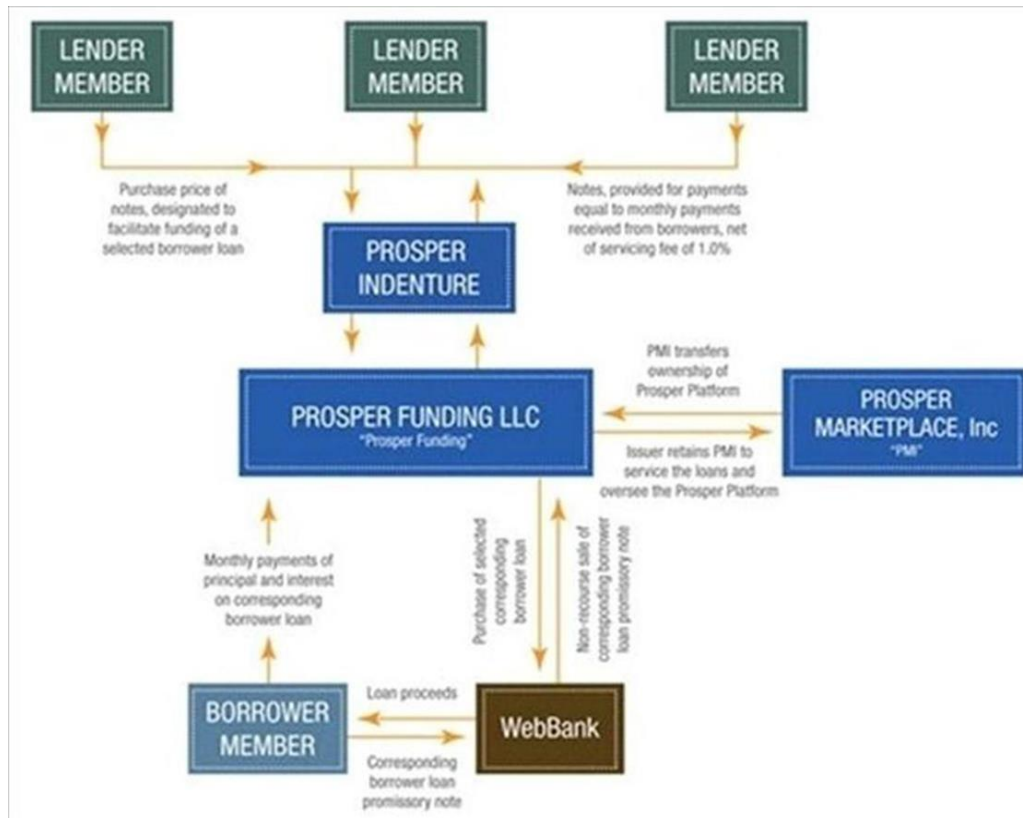 LENDER
MEMBER
LENDER
MEMBER
LENDER
MEMBER
Purchase price of
notes, designated to
facilitate funding of a
selected borrower loan
Notes, provided for payments
equal to monthly payments
received from borrowers, net
of servicing fee of 1.0%
PROSPER
INDENTURE
PMI transfers
ownership of
Prosper Platform
PROSPER FUNDING LLC
"Prosper Funding"
PROSPER
MARKETPLACE, Inc
"PMI"
Issuer retains PMI to
service the loans and
oversee the Prosper Platform
Monthly payments of
principal and interest
on corresponding
borrower loan
Purchase of selected
corresponding
borrower loan
Non-recourse sale of
corresponding borrower
loan promissory note
BORROWER
MEMBER
Loan proceeds
WebBank
Corresponding
borrower loan
promissory note